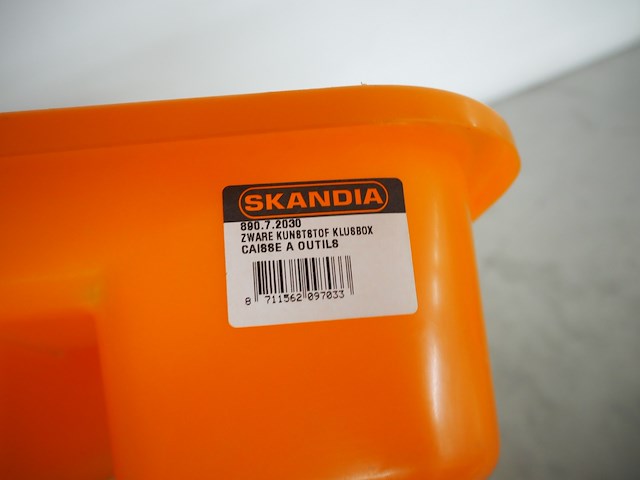 SKANDIA
890.7.2030
ZWARE KUNSTSTOF KLUSBOX
CAISSE A OUTILS
8 711562 097033